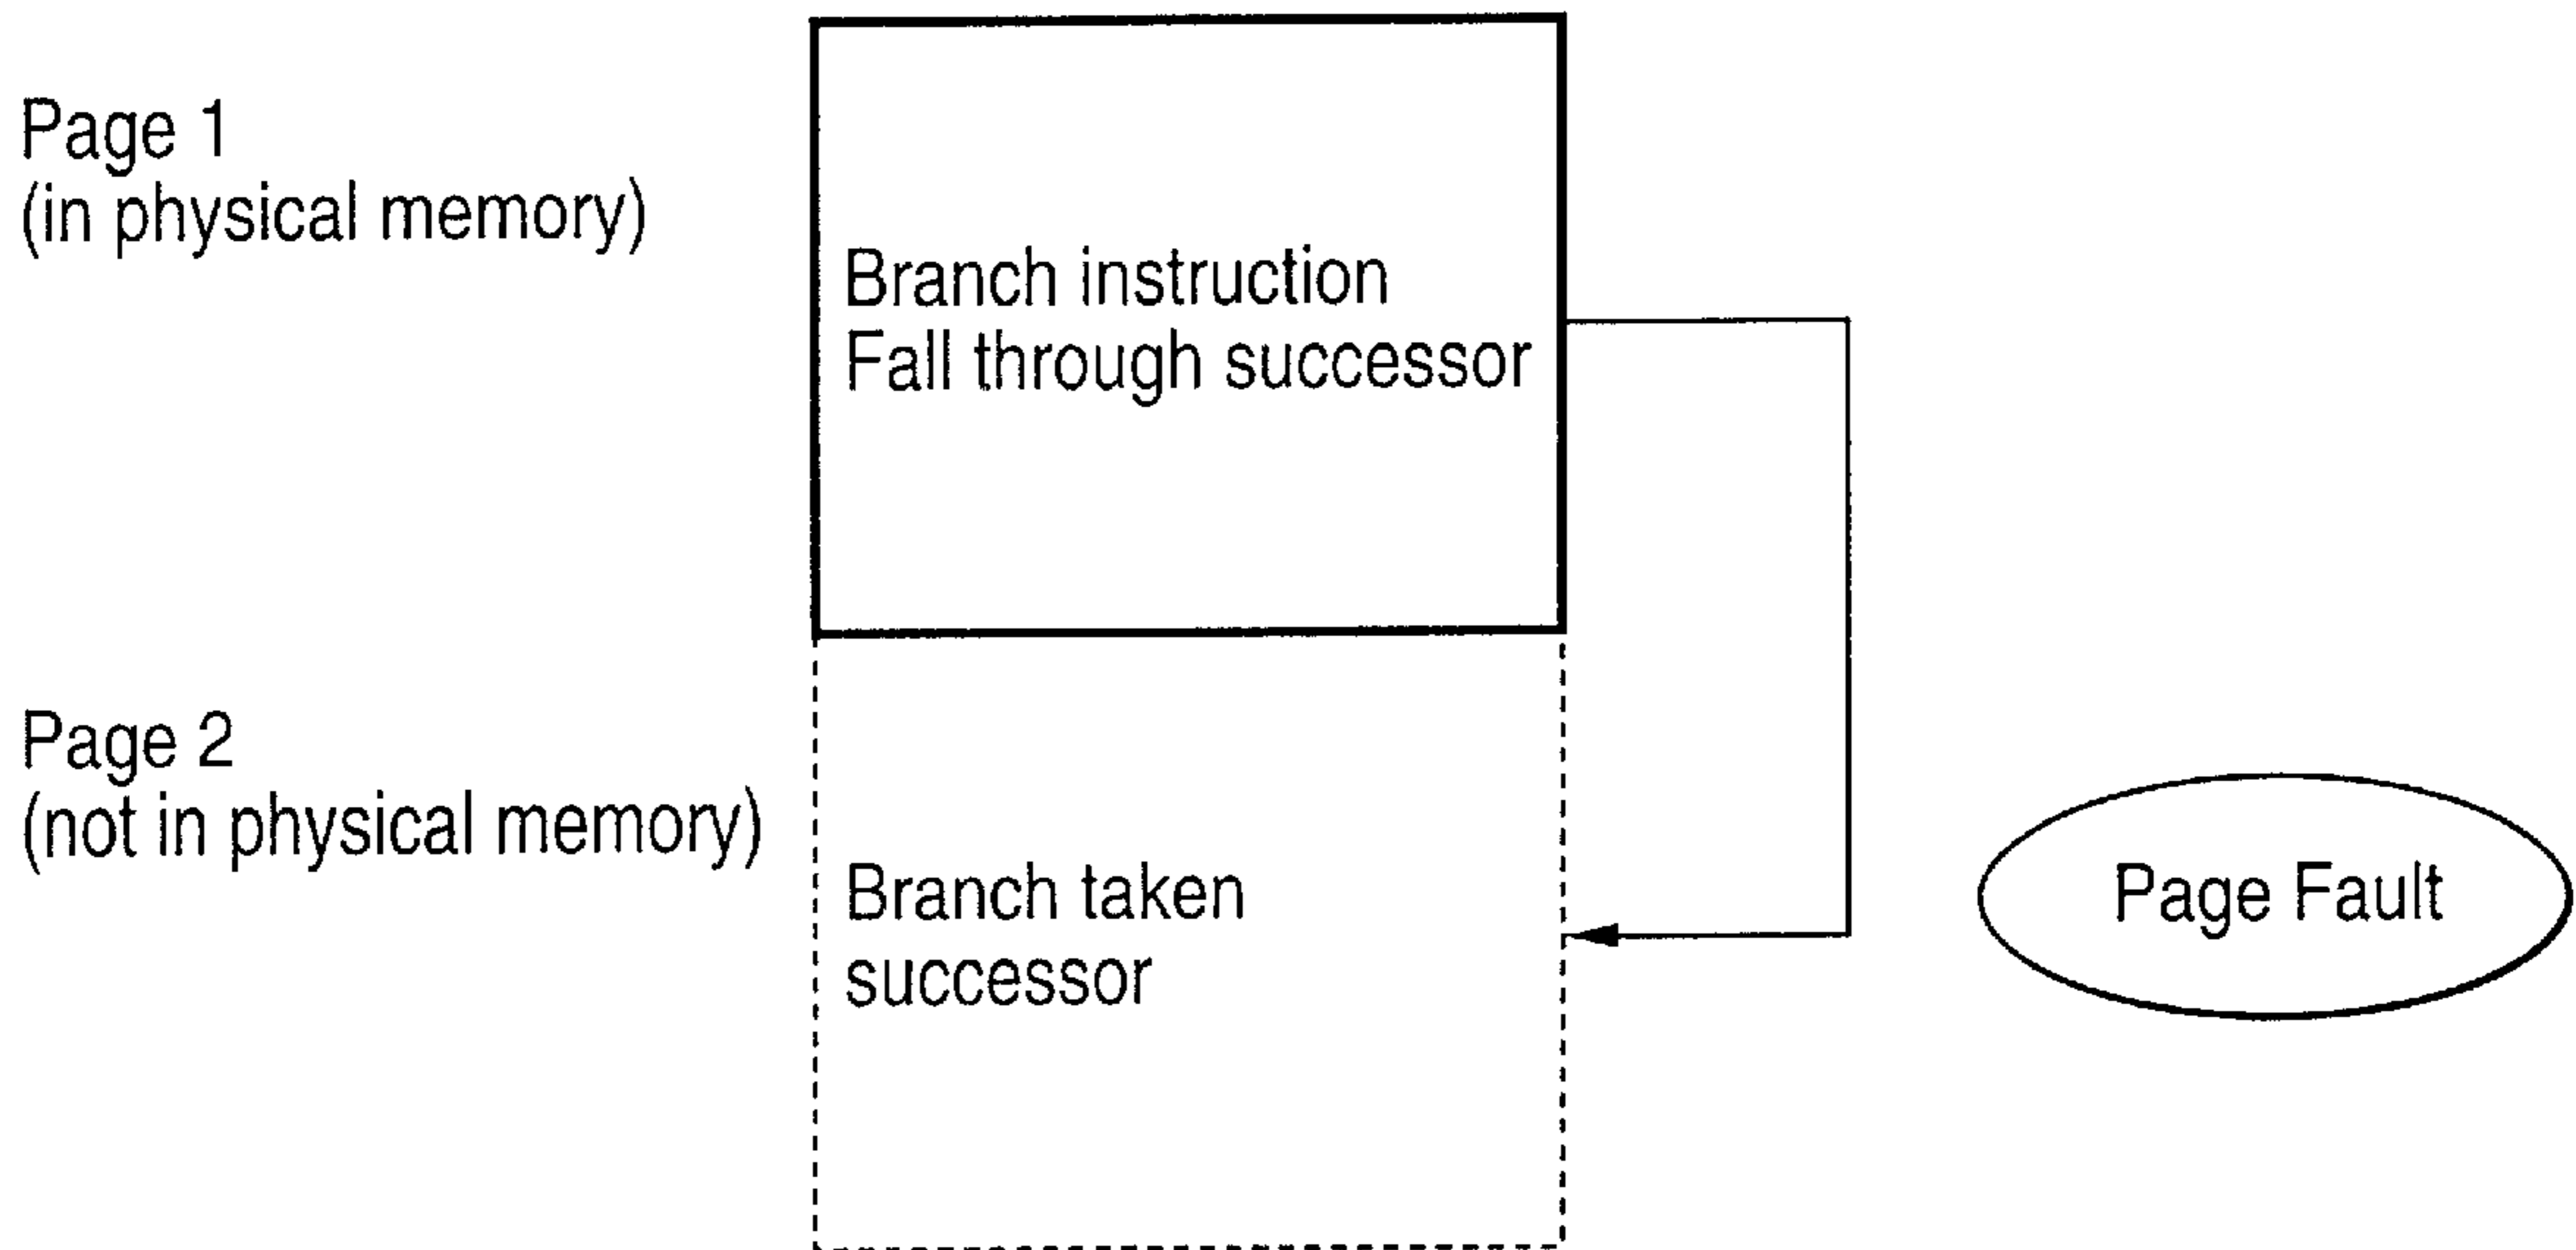 Page 1
(in physical memory)
Branch instruction
Fall through successor
Page 2
(not in physical memory)
Branch taken
successor
Page Fault